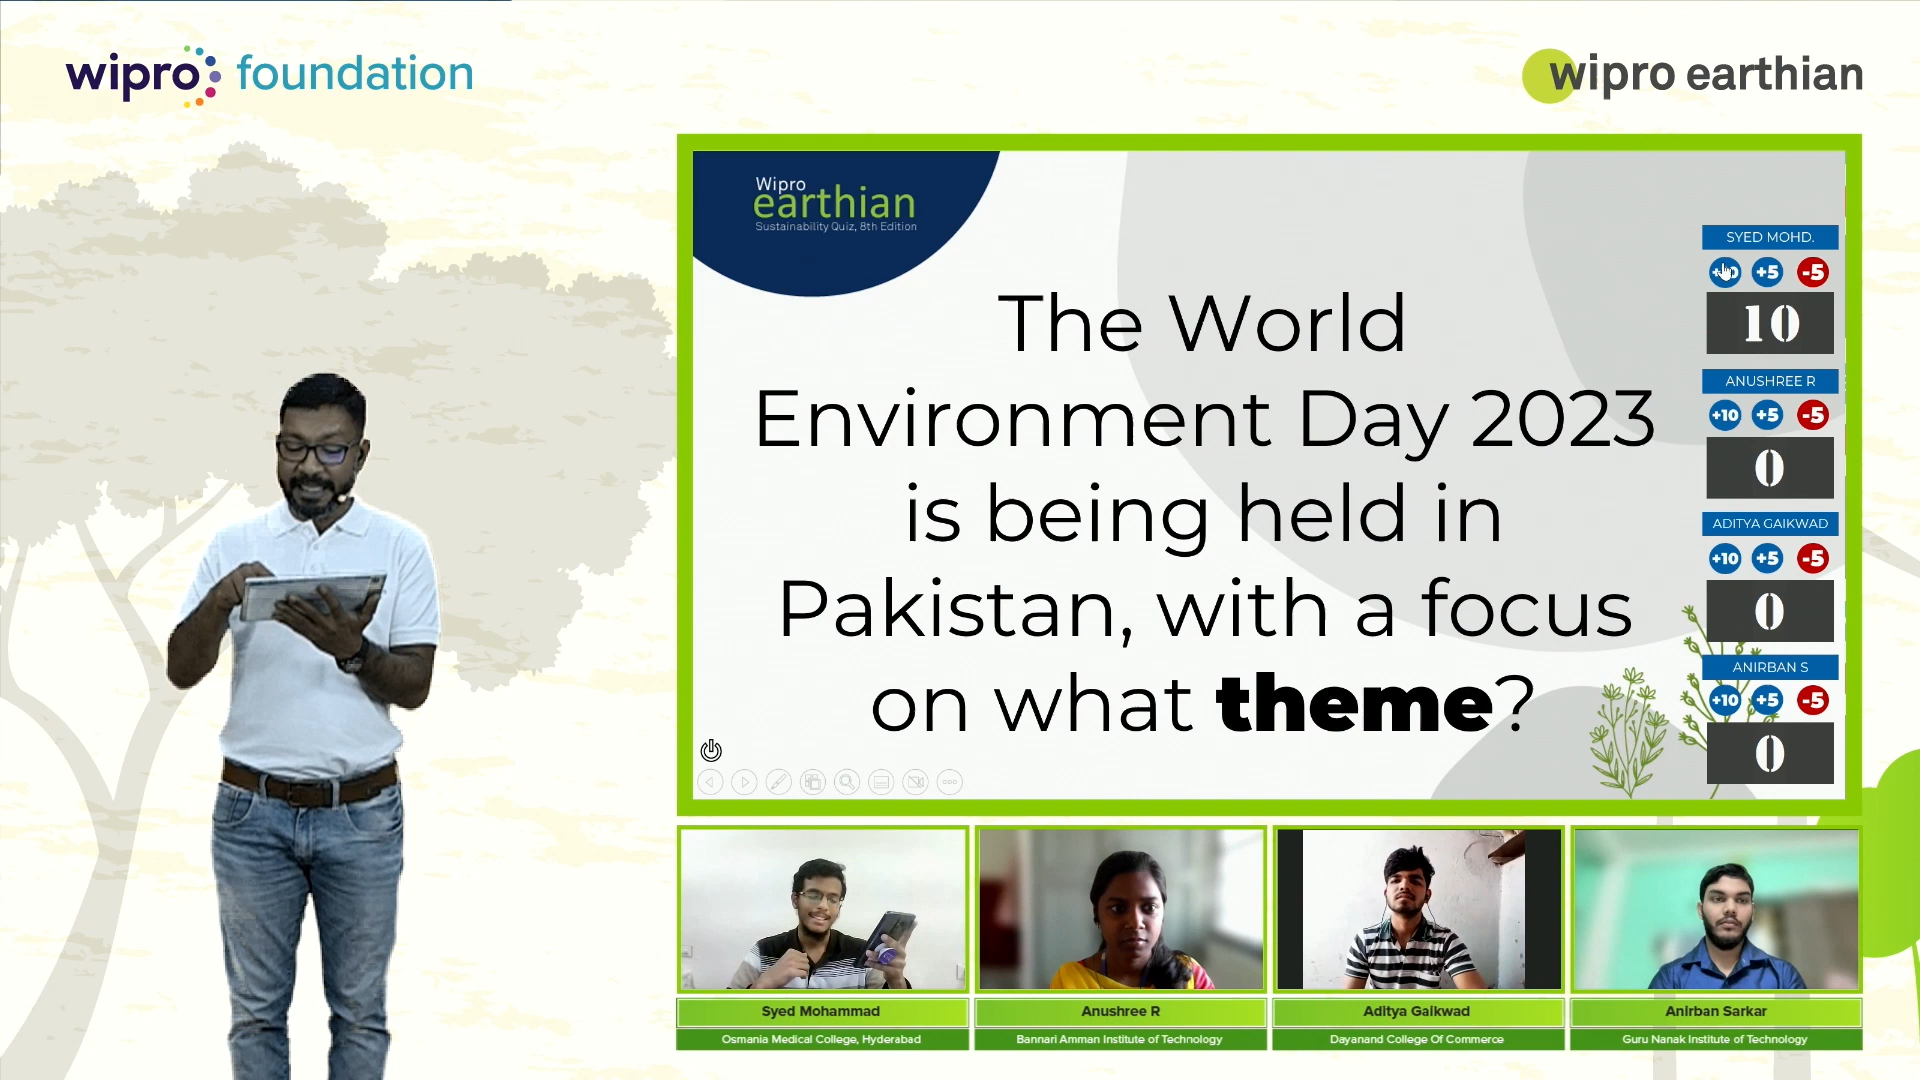 wipro foundation
wipro earthian
Wipro
earthian
Sustainability Quiz, 8th Edition
The World
Environment Day 2023
is being held in
Pakistan, with a focus
on what theme?
SYED MOHD.
+5 -5
10
ANUSHREE R
+10 +5 -5
0
ADITYA GAIKWAD
+10 +5 -5
0
ANIRBAN S
+10 +5 -5
0
Syed Mohammad
Osmania Medical College, Hyderabad
Anushree R
Bannari Amman Institute of Technology
Aditya Gaikwad
Dayanand College Of Commerce
Anirban Sarkar
Guru Nanak Institute of Technology